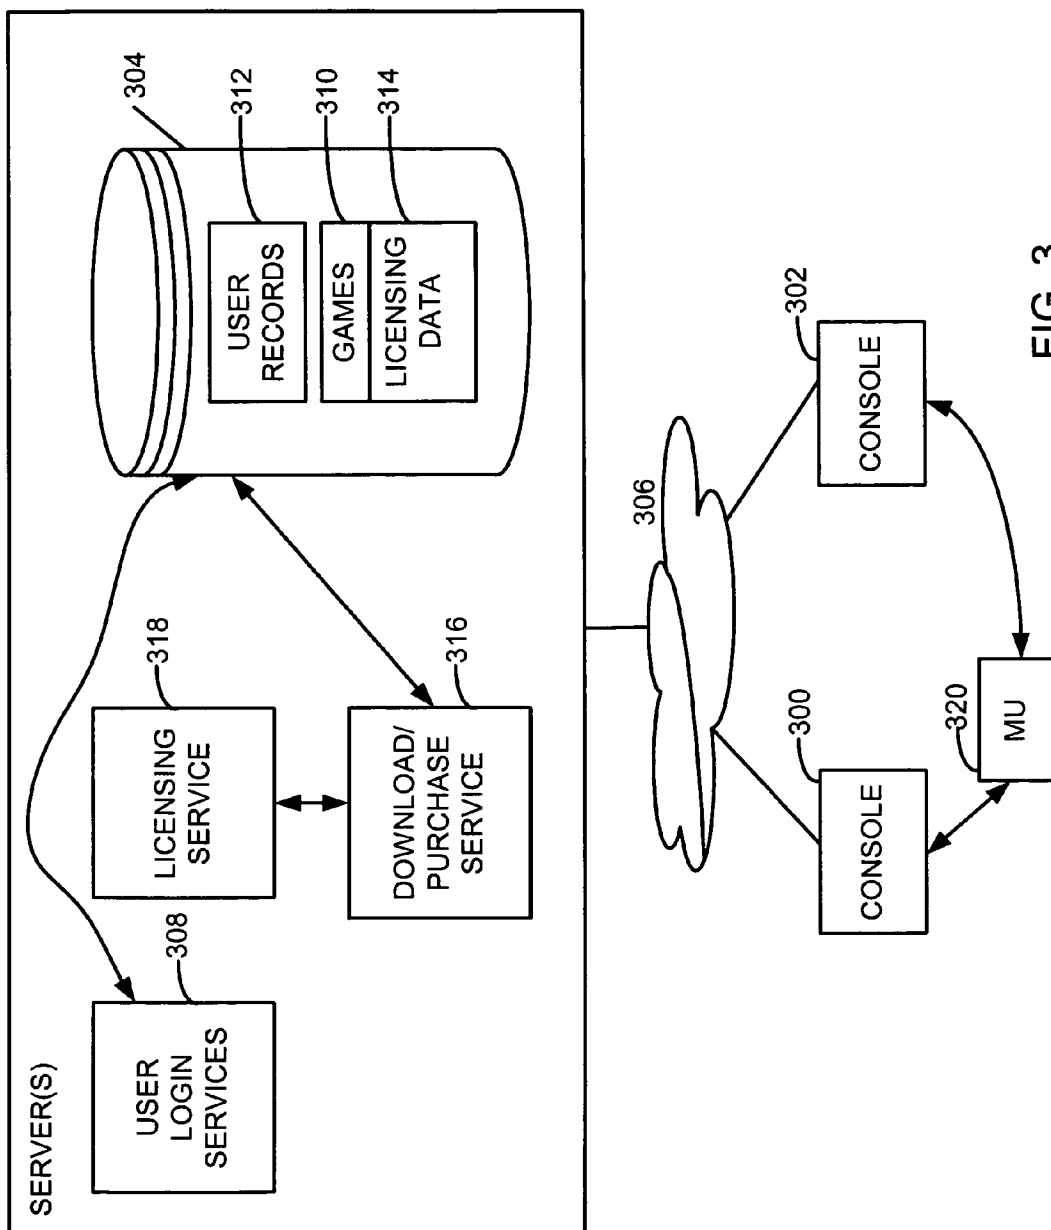 SERVER(S)
USER
LOGIN
SERVICES
308
LICENSING
SERVICE
318
DOWNLOAD/
PURCHASE
SERVICE
316
304
USER
RECORDS
312
GAMES
310
LICENSING
DATA
314
306
CONSOLE
300
CONSOLE
302
MU
320
FIG. 3